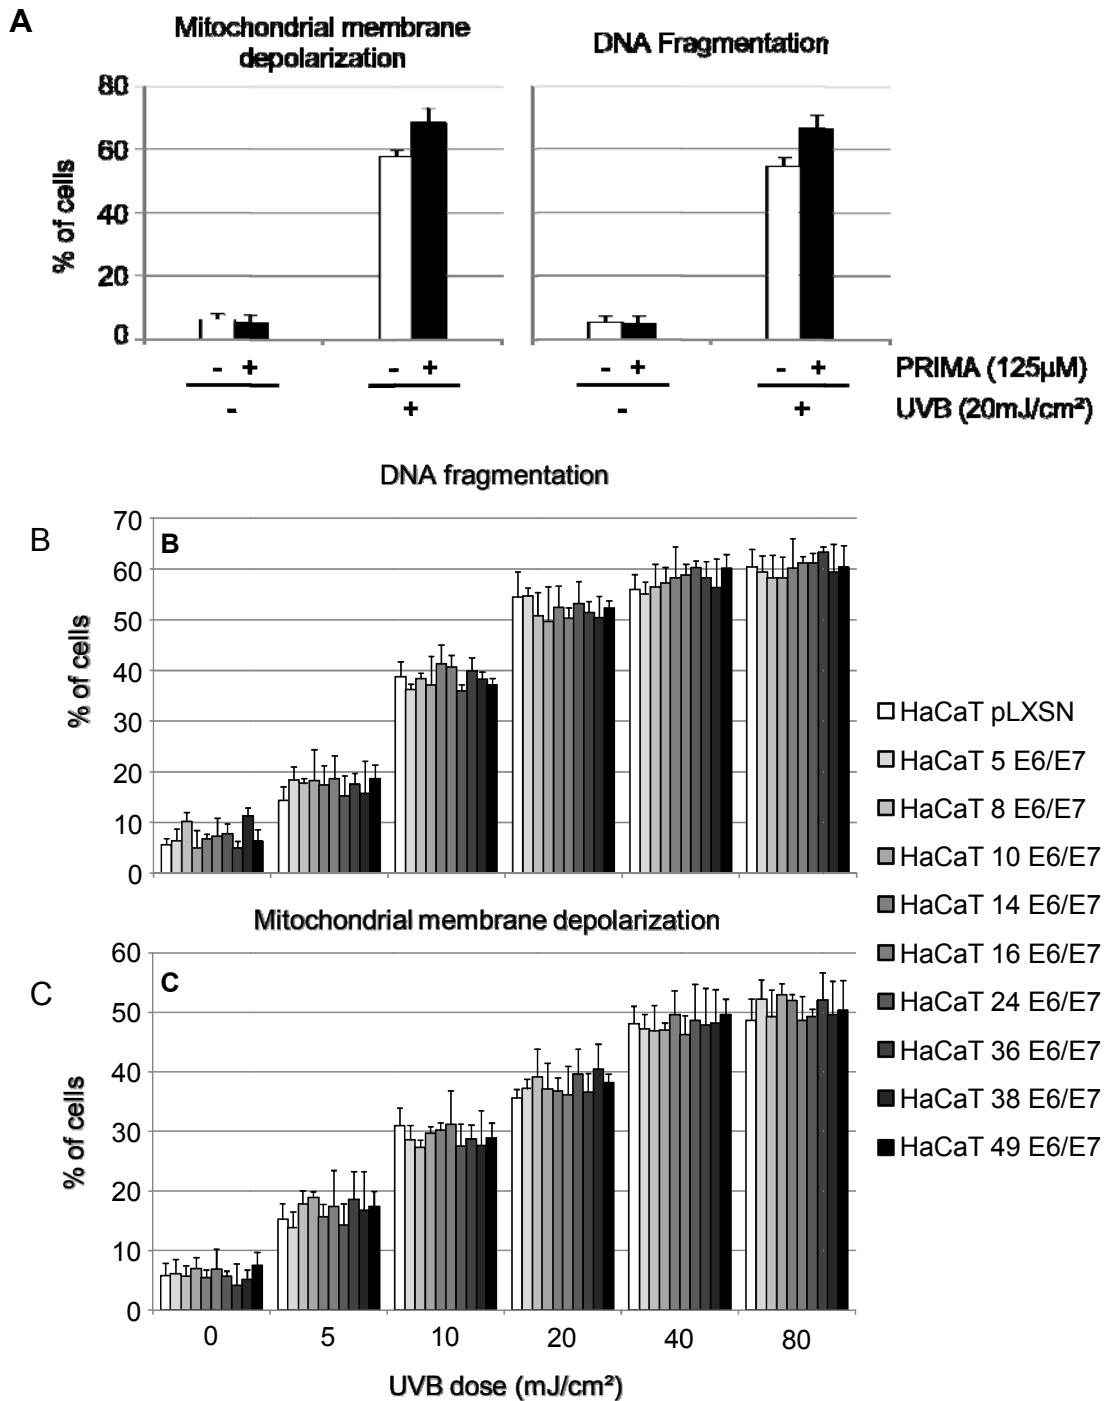 A
Mitochondrial membrane
depolarization
DNA Fragmentation
80
60
40
20
0
% of cells
- + - + - + - + PRIMA (125µM)
- + - + UVB (20mJ/cm²)
DNA fragmentation
B
B
70
60
50
40
30
20
10
0
% of cells
Mitochondrial membrane depolarization
C
C
60
50
40
30
20
10
0
% of cells
0 5 10 20 40 80
UVB dose (mJ/cm²)
HaCaT pLXSN
HaCaT 5 E6/E7
HaCaT 8 E6/E7
HaCaT 10 E6/E7
HaCaT 14 E6/E7
HaCaT 16 E6/E7
HaCaT 24 E6/E7
HaCaT 36 E6/E7
HaCaT 38 E6/E7
HaCaT 49 E6/E7